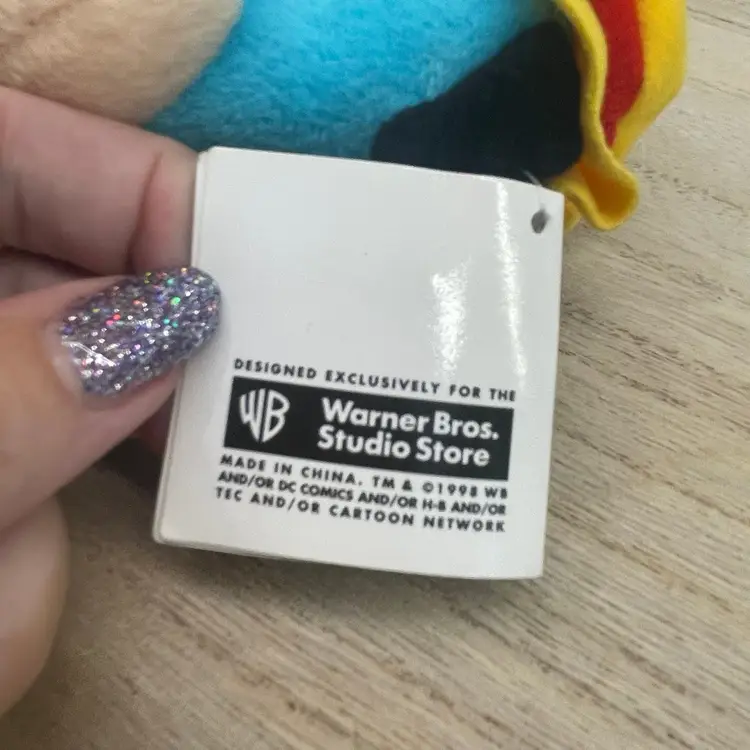 DESIGNED EXCLUSIVELY FOR THE
WB Warner Bros.
Studio Store
MADE IN CHINA. TM & ©1998 WB
AND/OR DC COMICS AND/OR H-B AND/OR
TEC AND/OR CARTOON NETWORK